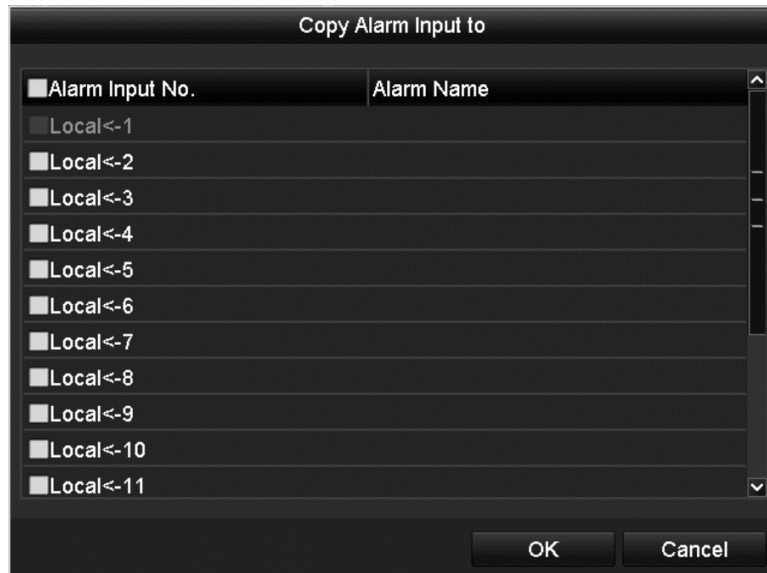 Copy Alarm Input to
Alarm Input No. Alarm Name
Local<-1
Local<-2
Local<-3
Local<-4
Local<-5
Local<-6
Local<-7
Local<-8
Local<-9
Local<-10
Local<-11
OK Cancel